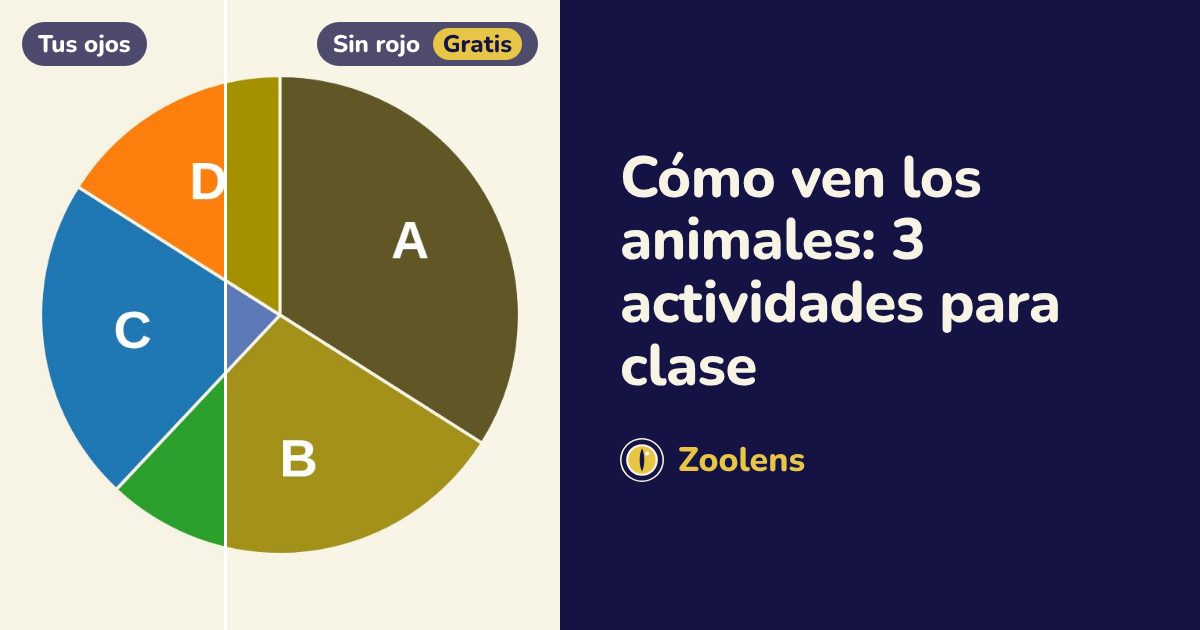 Tus ojos
Sin rojo Gratis
D
A
C
B
Cómo ven los
animales: 3
actividades para
clase
Zoolens